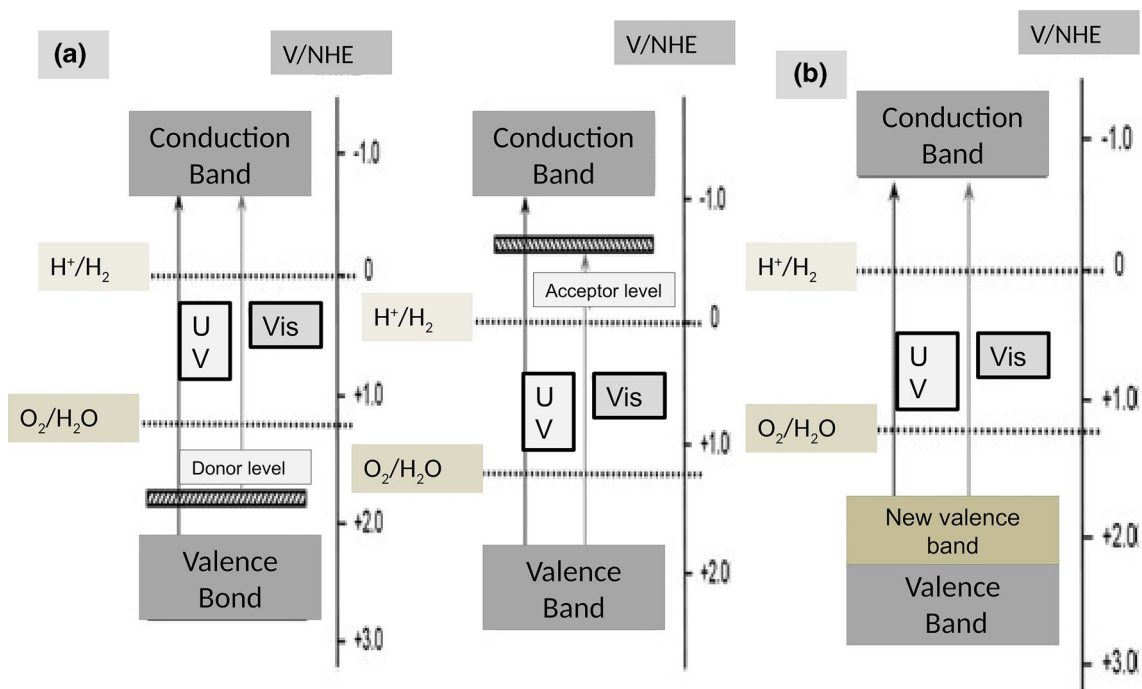 (a)
V/NHE
Conduction
Band
-1.0
H⁺/H₂
0
U
V
Vis
+1.0
O₂/H₂O
Donor level
+2.0
Valence
Bond
+3.0
V/NHE
Conduction
Band
-1.0
Acceptor level
H⁺/H₂
0
U
V
Vis
+1.0
O₂/H₂O
Valence
Band
+2.0
(b)
V/NHE
Conduction
Band
-1.0
H⁺/H₂
0
U
V
Vis
+1.0
O₂/H₂O
New valence
band
+2.0
Valence
Band
+3.0